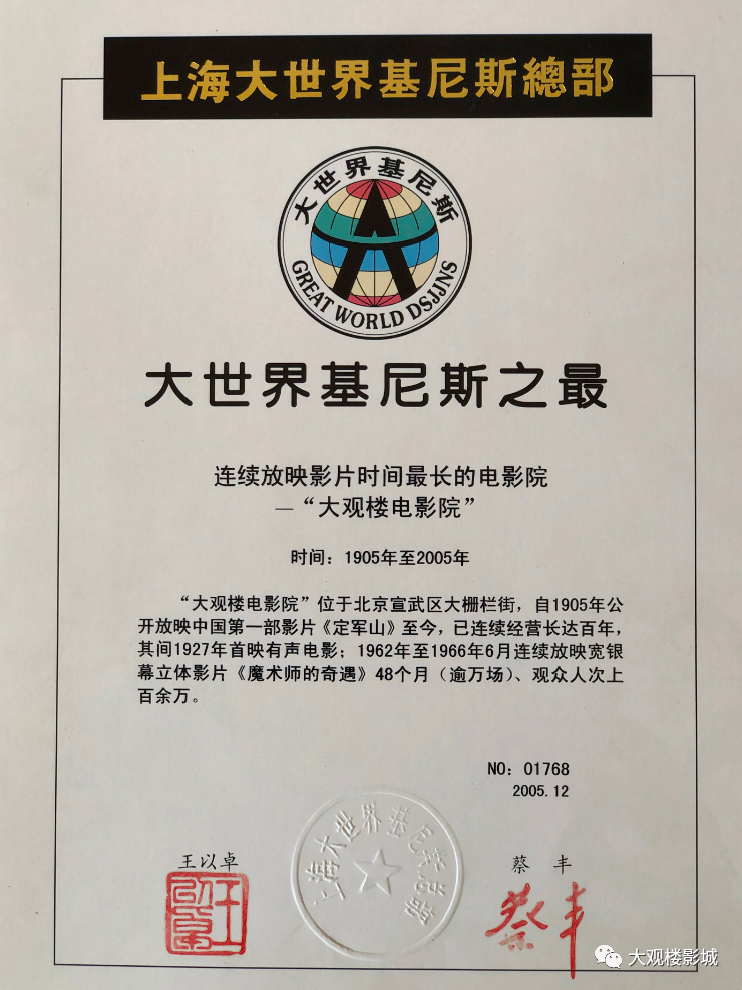 上海大世界基尼斯總部
大世界基尼斯
GREAT WORLD DSJJNS
大世界基尼斯之最
连续放映影片时间最长的电影院
—“大观楼电影院”
时间：1905年至2005年
“大观楼电影院”位于北京宣武区大栅栏街，自1905年公
开放映中国第一部影片《定军山》至今，已连续经营长达百年，
其间1927年首映有声电影；1962年至1966年6月连续放映宽银
幕立体影片《魔术师的奇遇》48个月（逾万场）、观众人次上
百余万。
NO：01768
2005.12
上海大世界基尼斯总部
王以卓
蔡 丰
蔡丰
大观楼影城